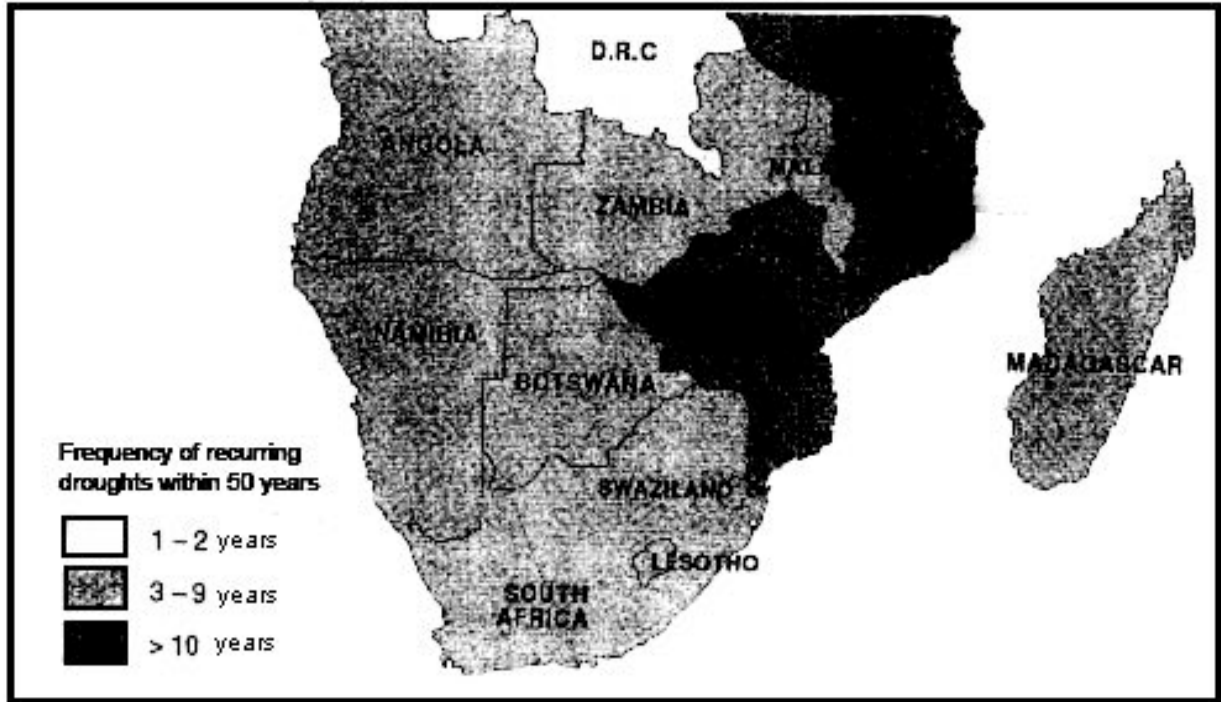 D.R.C
ANGOLA
MALA
ZAMBIA
NAMIBIA
BOTSWANA
MADAGASCAR
SWAZILAND
LESOTHO
SOUTH
AFRICA
Frequency of recurring
droughts within 50 years
1 – 2 years
3 – 9 years
> 10 years